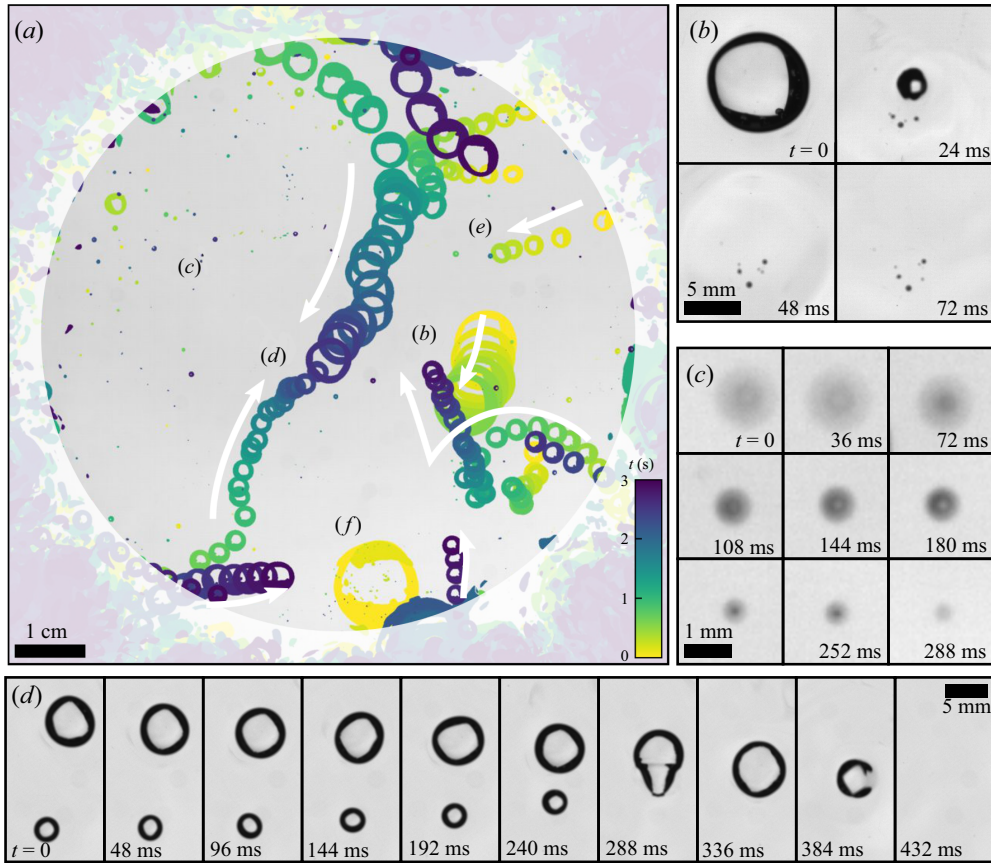 (a)
(b)
(c)
(d)
(e)
(f)
t (s)
3
2
1
0
1 cm
(b)
t = 0
24 ms
48 ms
72 ms
5 mm
(c)
t = 0
36 ms
72 ms
108 ms
144 ms
180 ms
252 ms
288 ms
1 mm
(d)
5 mm
t = 0
48 ms
96 ms
144 ms
192 ms
240 ms
288 ms
336 ms
384 ms
432 ms